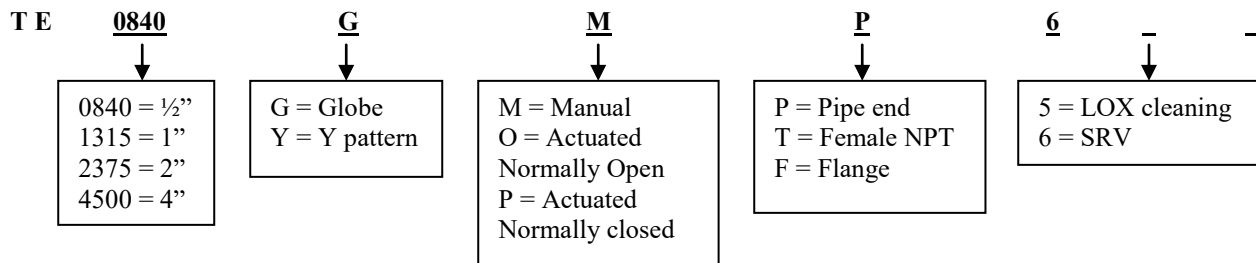 T E 0840 G M P 6 _ _
0840 = ½”
1315 = 1”
2375 = 2”
4500 = 4”
G = Globe
Y = Y pattern
M = Manual
O = Actuated
Normally Open
P = Actuated
Normally closed
P = Pipe end
T = Female NPT
F = Flange
5 = LOX cleaning
6 = SRV